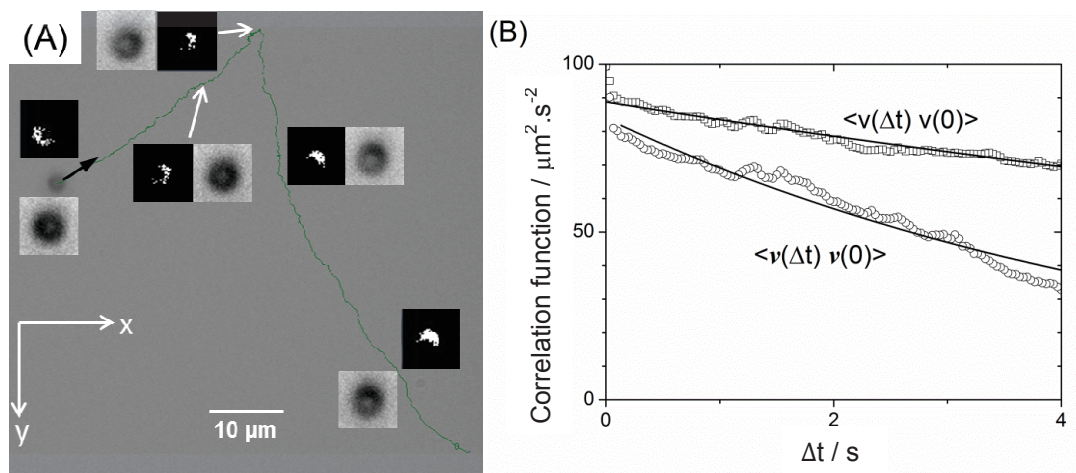 (A)
x
y
10 µm
(B)
Correlation function / µm².s⁻²
100
50
0
<v(Δt) v(0)>
<v(Δt) v(0)>
0
2
4
Δt / s